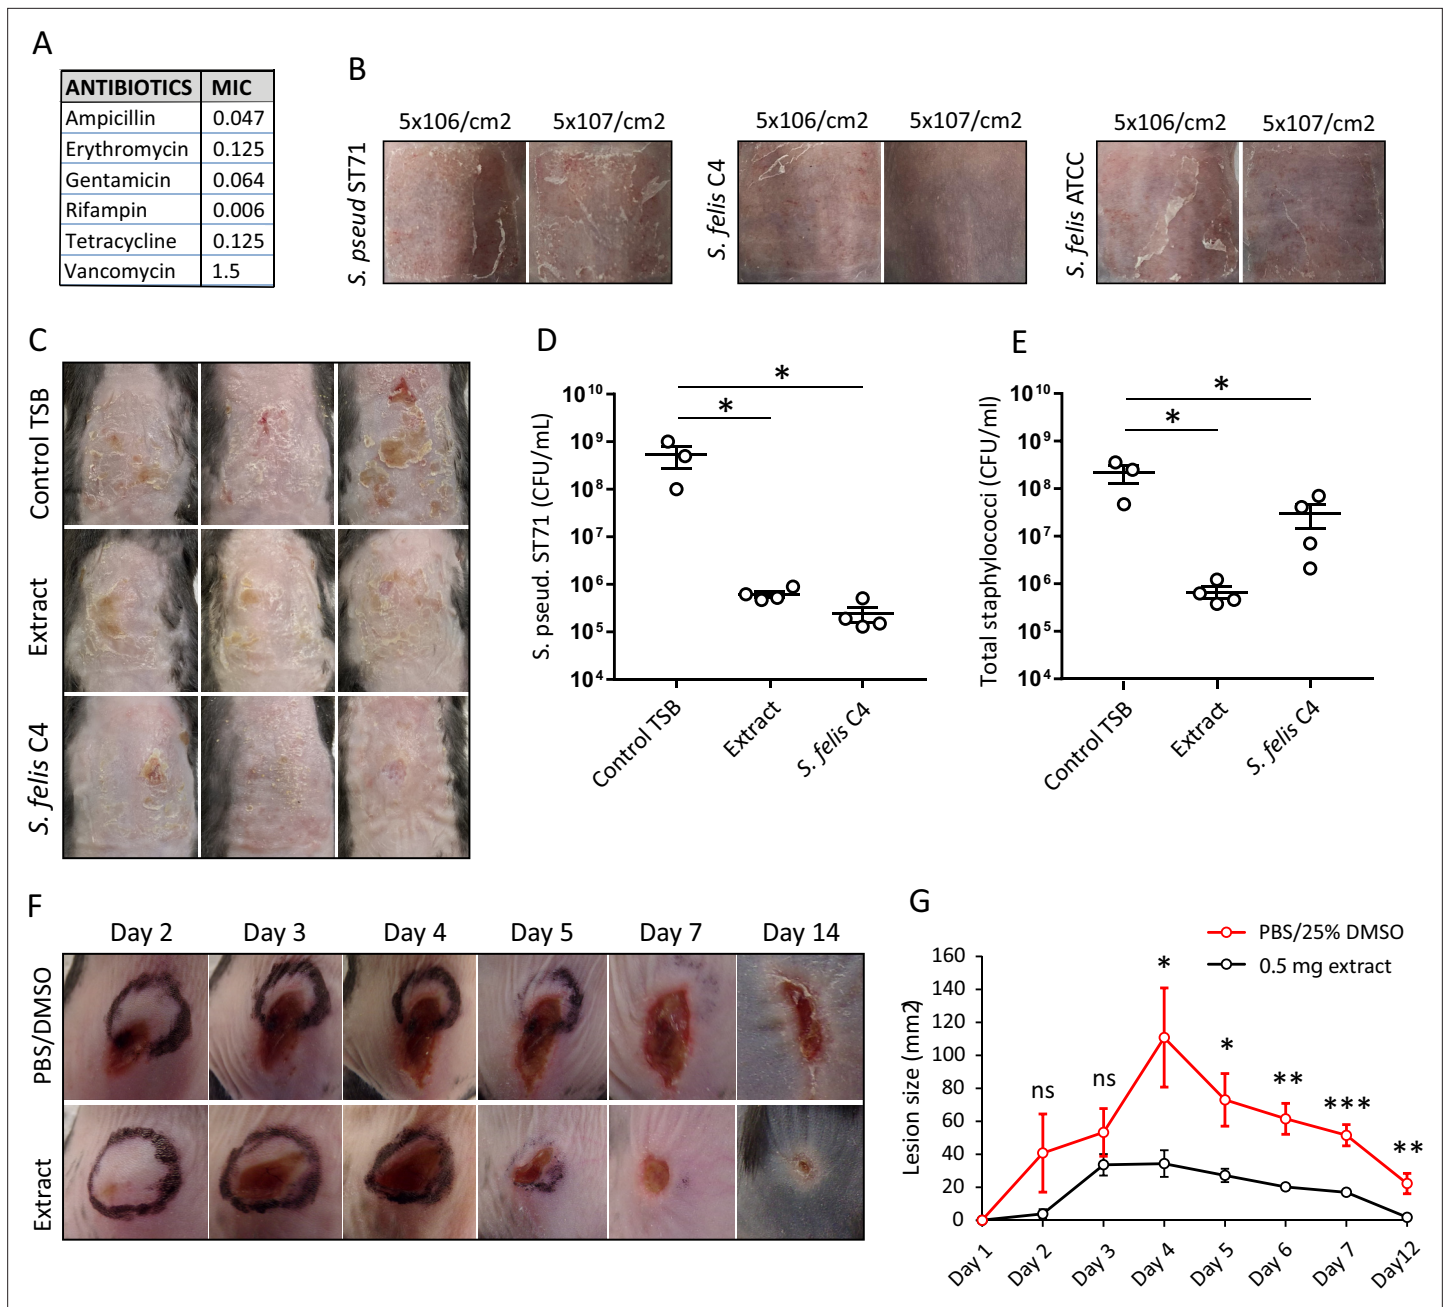 A
ANTIBIOTICS MIC
Ampicillin 0.047
Erythromycin 0.125
Gentamicin 0.064
Rifampin 0.006
Tetracycline 0.125
Vancomycin 1.5
B
5x106/cm2 5x107/cm2 5x106/cm2 5x107/cm2 5x106/cm2 5x107/cm2
S. pseud ST71
S. felis C4
S. felis ATCC
C
Control TSB
Extract
S. felis C4
D
S. pseud. ST71 (CFU/mL)
10¹⁰
10⁹
10⁸
10⁷
10⁶
10⁵
10⁴
* *
Control TSB Extract S. felis C4
E
Total staphylococci (CFU/ml)
10¹⁰
10⁹
10⁸
10⁷
10⁶
10⁵
10⁴
* *
Control TSB Extract S. felis C4
F
Day 2 Day 3 Day 4 Day 5 Day 7 Day 14
PBS/DMSO
Extract
G
PBS/25% DMSO
0.5 mg extract
Lesion size (mm2)
160
140
120
100
80
60
40
20
0
ns ns * * ** *** **
Day 1 Day 2 Day 3 Day 4 Day 5 Day 6 Day 7 Day12